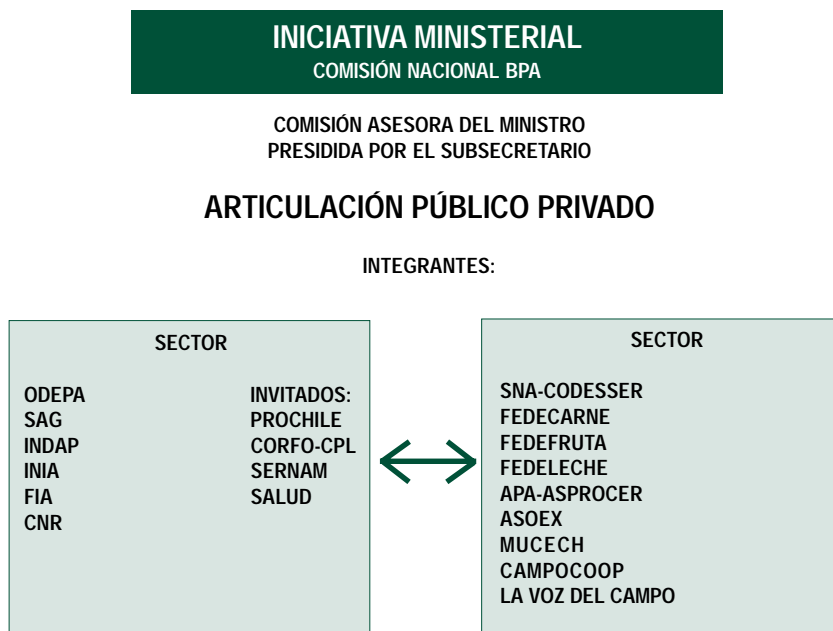 INICIATIVA MINISTERIAL
COMISIÓN NACIONAL BPA
COMISIÓN ASESORA DEL MINISTRO
PRESIDIDA POR EL SUBSECRETARIO
ARTICULACIÓN PÚBLICO PRIVADO
INTEGRANTES:
SECTOR
ODEPA
SAG
INDAP
INIA
FIA
CNR
INVITADOS:
PROCHILE
CORFO-CPL
SERNAM
SALUD
SECTOR
SNA-CODESSER
FEDECARNE
FEDEFRUTA
FEDELECHE
APA-ASPROCER
ASOEX
MUCECH
CAMPOCOOP
LA VOZ DEL CAMPO